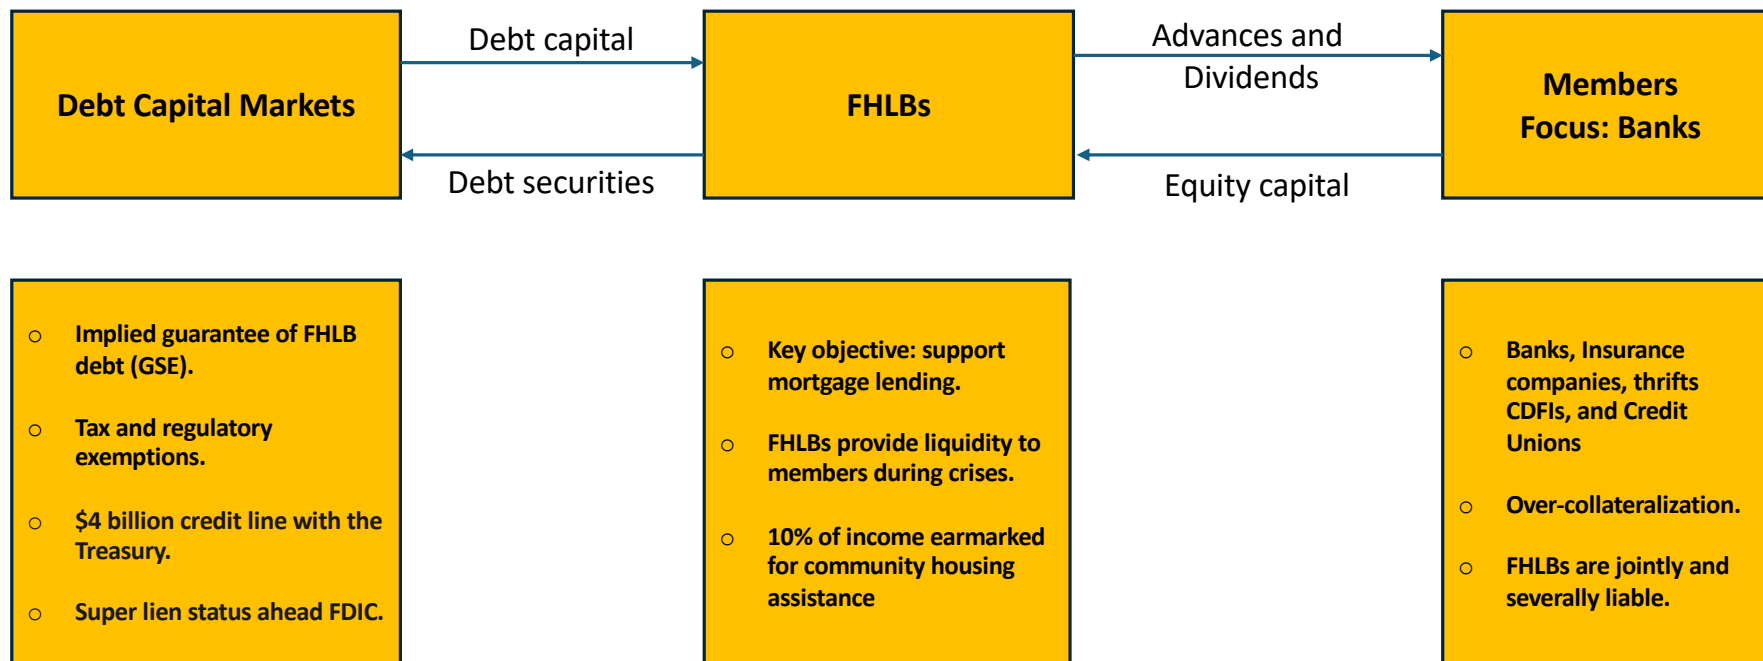 Debt Capital Markets
Debt capital
Debt securities
FHLBs
Advances and
Dividends
Equity capital
Members
Focus: Banks
o Implied guarantee of FHLB
debt (GSE).
o Tax and regulatory
exemptions.
o $4 billion credit line with the
Treasury.
o Super lien status ahead FDIC.
o Key objective: support
mortgage lending.
o FHLBs provide liquidity to
members during crises.
o 10% of income earmarked
for community housing
assistance
o Banks, Insurance
companies, thrifts
CDFIs, and Credit
Unions
o Over-collateralization.
o FHLBs are jointly and
severally liable.